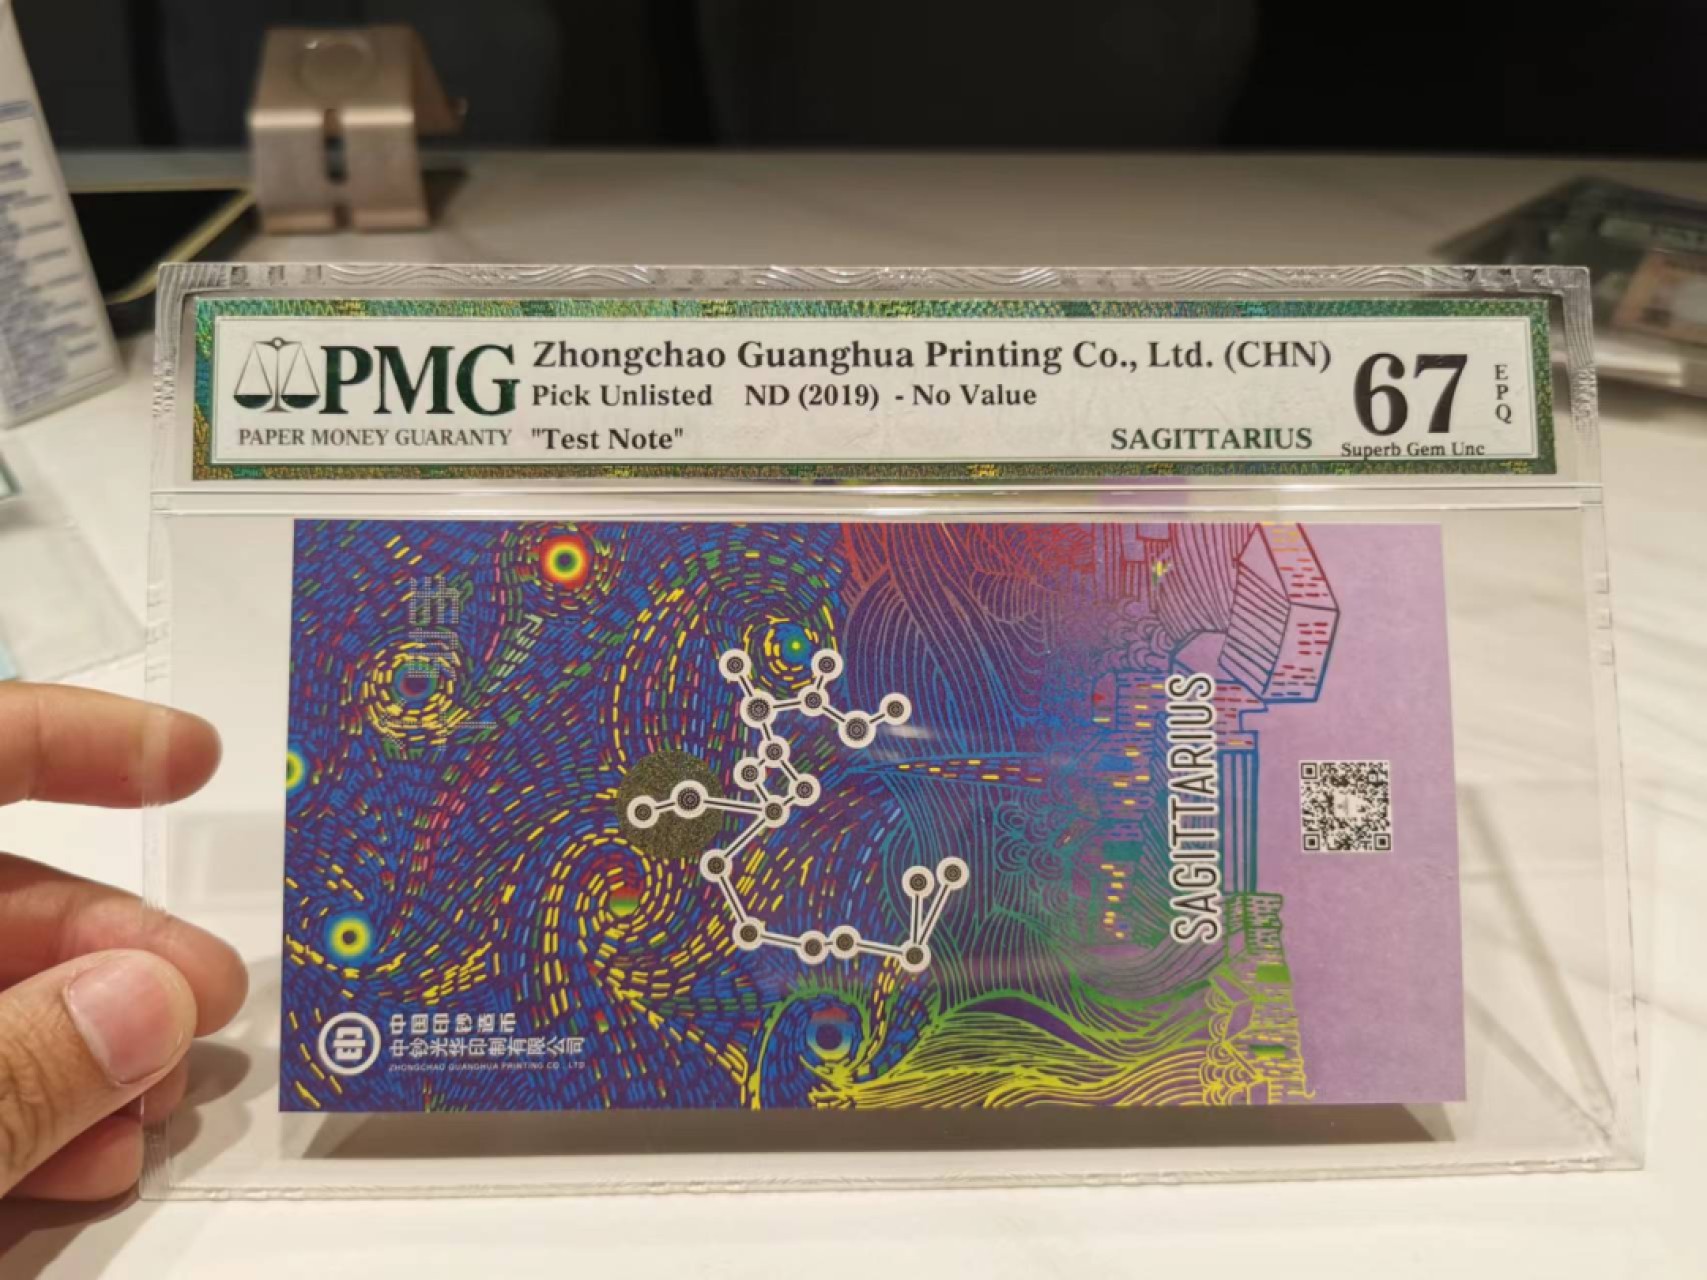 PMG
PAPER MONEY GUARANTY
Zhongchao Guanghua Printing Co., Ltd. (CHN)
Pick Unlisted ND (2019) - No Value
"Test Note"
SAGITTARIUS
67
EPQ
Superb Gem Unc
SAGITTARIUS
中国印钞造币
中钞光华印制有限公司
ZHONGCHAO GUANGHUA PRINTING CO., LTD